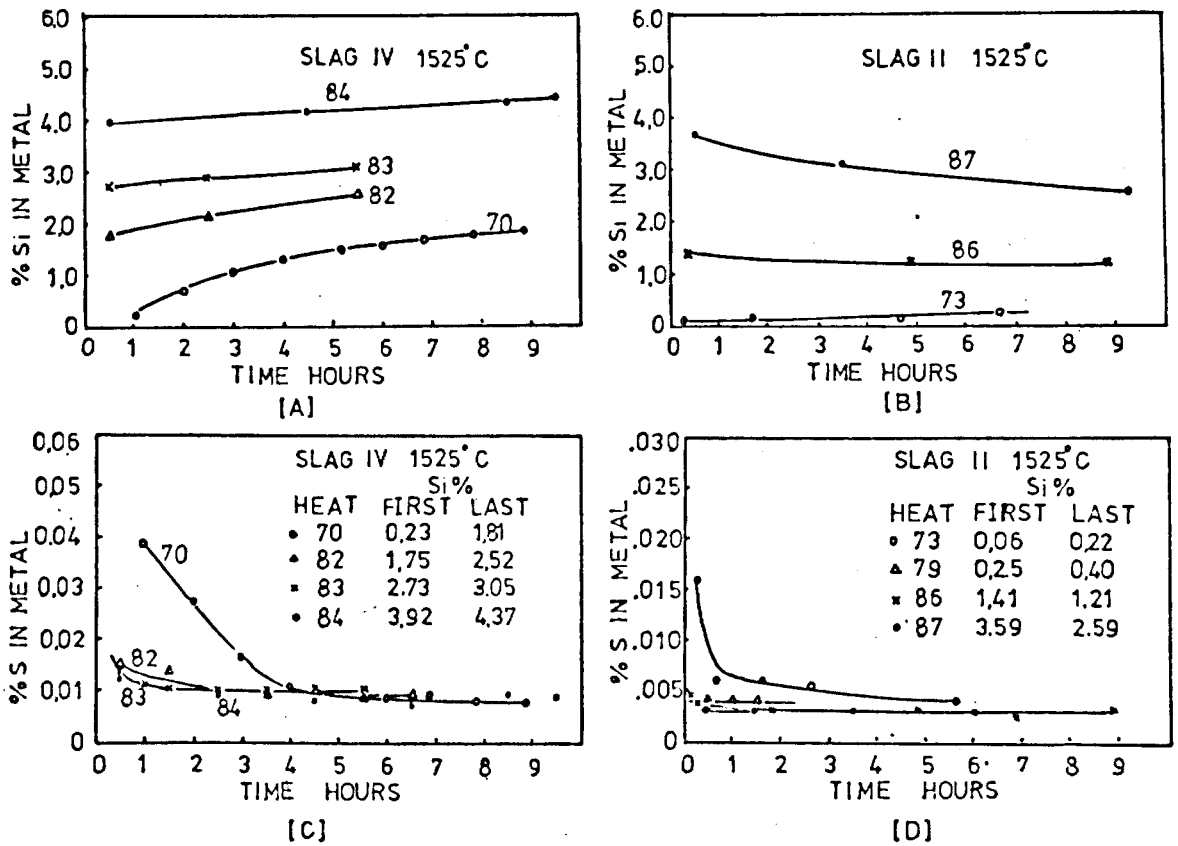 6.0
5.0
4,0
3.0
2.0
1.0
0
% Si IN METAL
SLAG IV 1525°C
84
83
82
70
0 1 2 3 4 5 6 7 8 9
TIME HOURS
[A]
6.0
5.0
4.0
3.0
2.0
1.0
0
% Si IN METAL
SLAG II 1525°C
87
86
73
0 1 2 3 4 5 6 7 8 9
TIME HOURS
[B]
0,06
0,05
0,04
0,03
0,02
0,01
0
% S IN METAL
SLAG IV 1525°C
Si%
HEAT FIRST LAST
70 0,23 1,81
82 1,75 2,52
83 2.73 3.05
84 3,92 4,37
70
82
83
84
0 1 2 3 4 5 6 7 8 9
TIME HOURS
[C]
.030
.025
.020
.015
.010
.005
0
% S IN METAL
SLAG II 1525°C
Si%
HEAT FIRST LAST
73 0,06 0,22
79 0,25 0,40
86 1,41 1,21
87 3.59 2.59
0 1 2 3 4 5 6 7 8 9
TIME HOURS
[D]